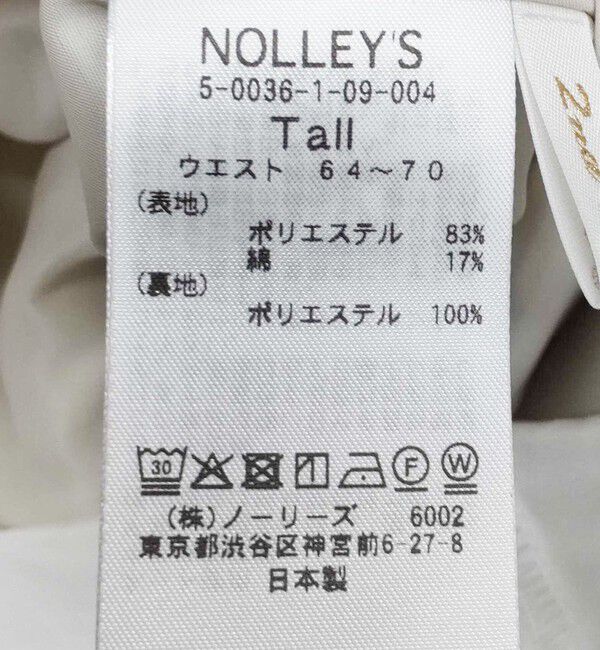 NOLLEY'S
5-0036-1-09-004
Tall
ウエスト 64～70
(表地)
ポリエステル 83%
綿 17%
(裏地)
ポリエステル 100%
30
F W
(株)ノーリーズ 6002
東京都渋谷区神宮前6-27-8
日本製